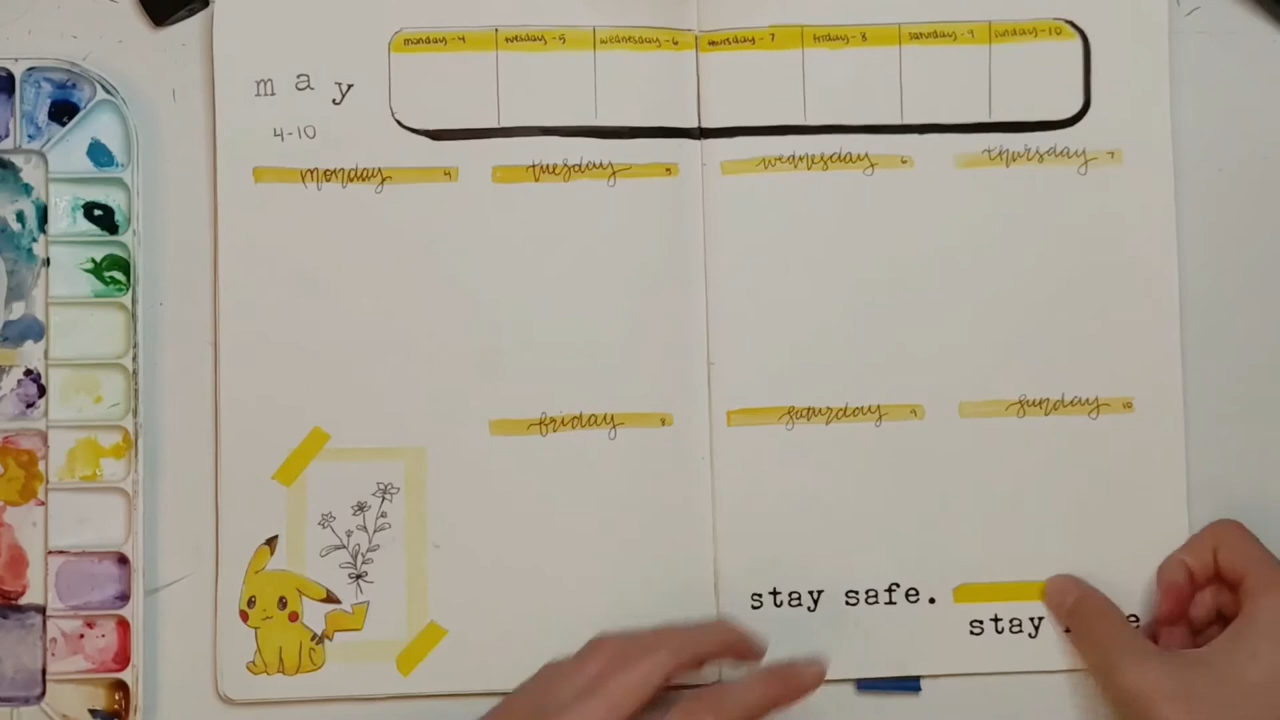 monday-4 tuesday-5 wednesday-6 thursday-7 friday-8 saturday-9 sunday-10
may
4-10
monday 4 tuesday 5 wednesday 6 thursday 7
friday 8 saturday 9 sunday 10
stay safe.
stay